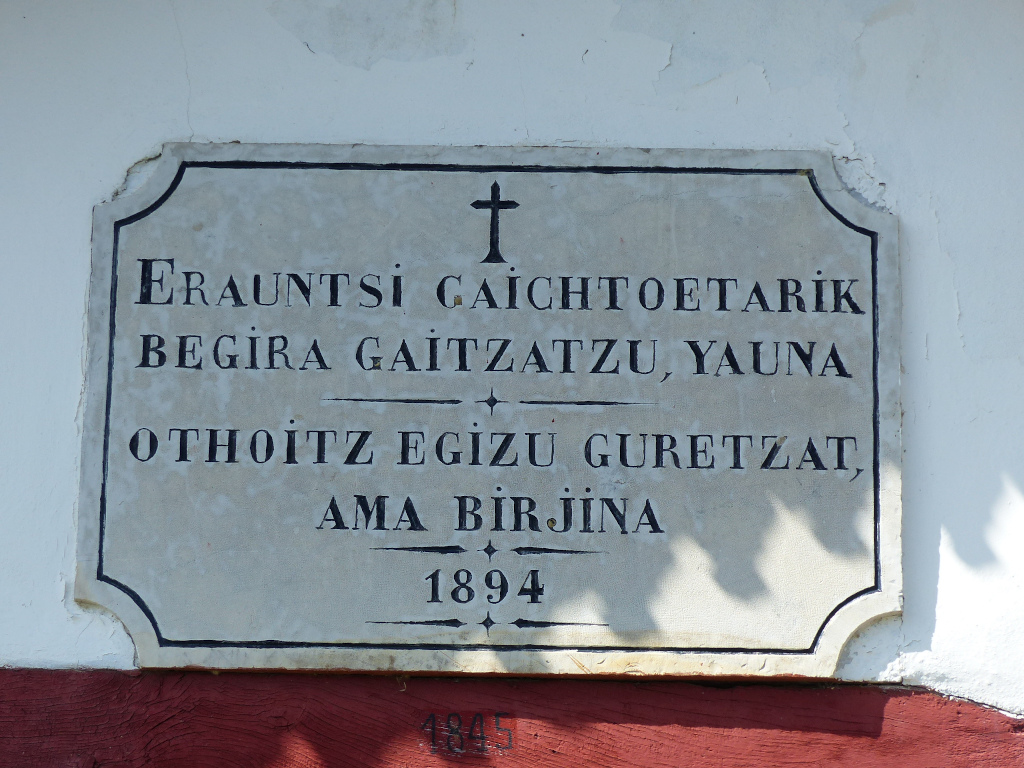 ERAUNTSI GAICHTOETARIK
BEGIRA GAITZATZU, YAUNA
OTHOITZ EGIZU GURETZAT,
AMA BIRJINA
1894
1845